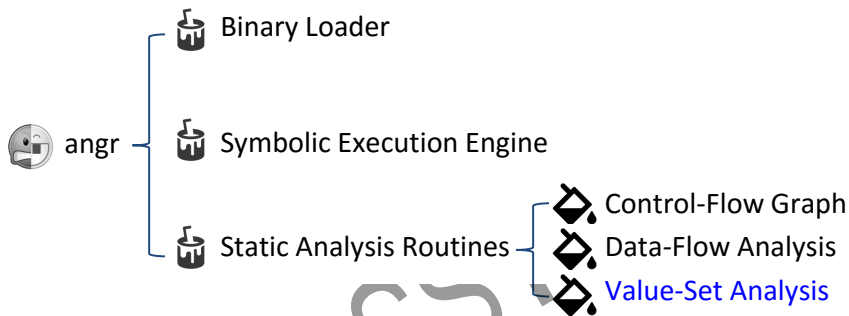 Binary Loader
angr
Symbolic Execution Engine
Static Analysis Routines
Control-Flow Graph
Data-Flow Analysis
Value-Set Analysis